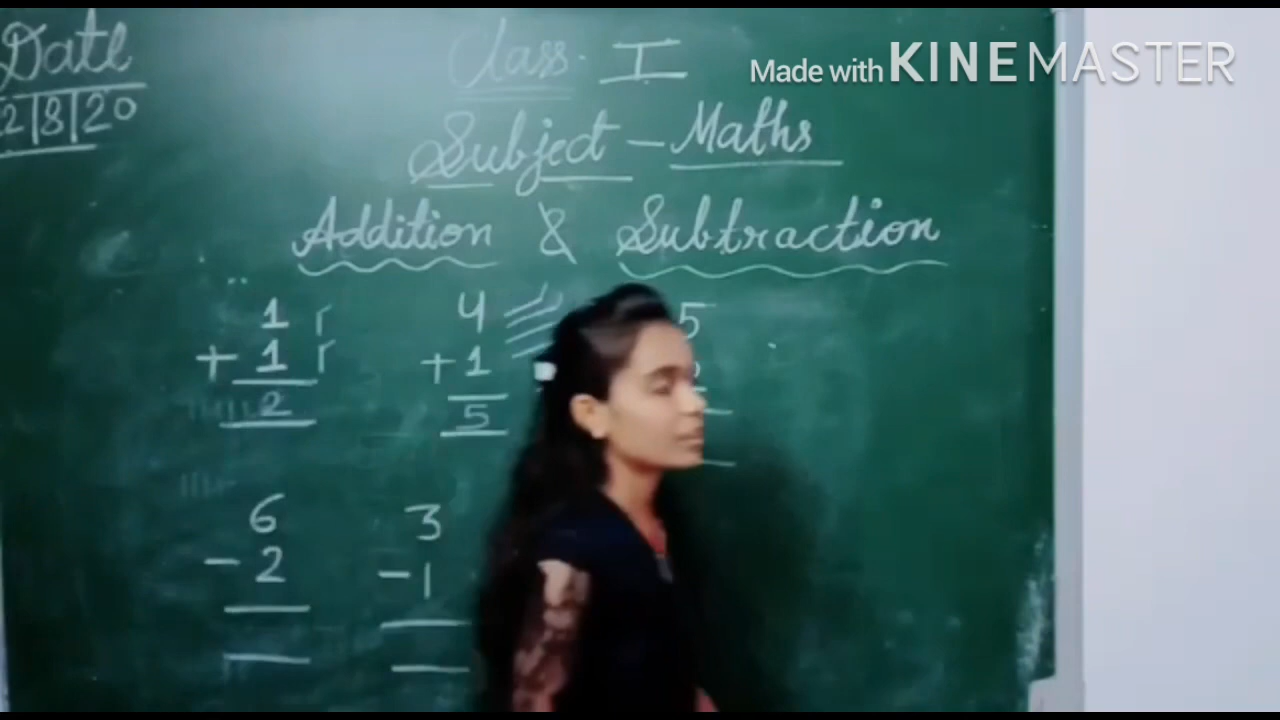 Date
2|8|20
Class. I
Made with KINEMASTER
Subject - Maths
Addition & Subtraction
1
+ 1
2
4
+ 1
5
5
6
- 2
3
- 1